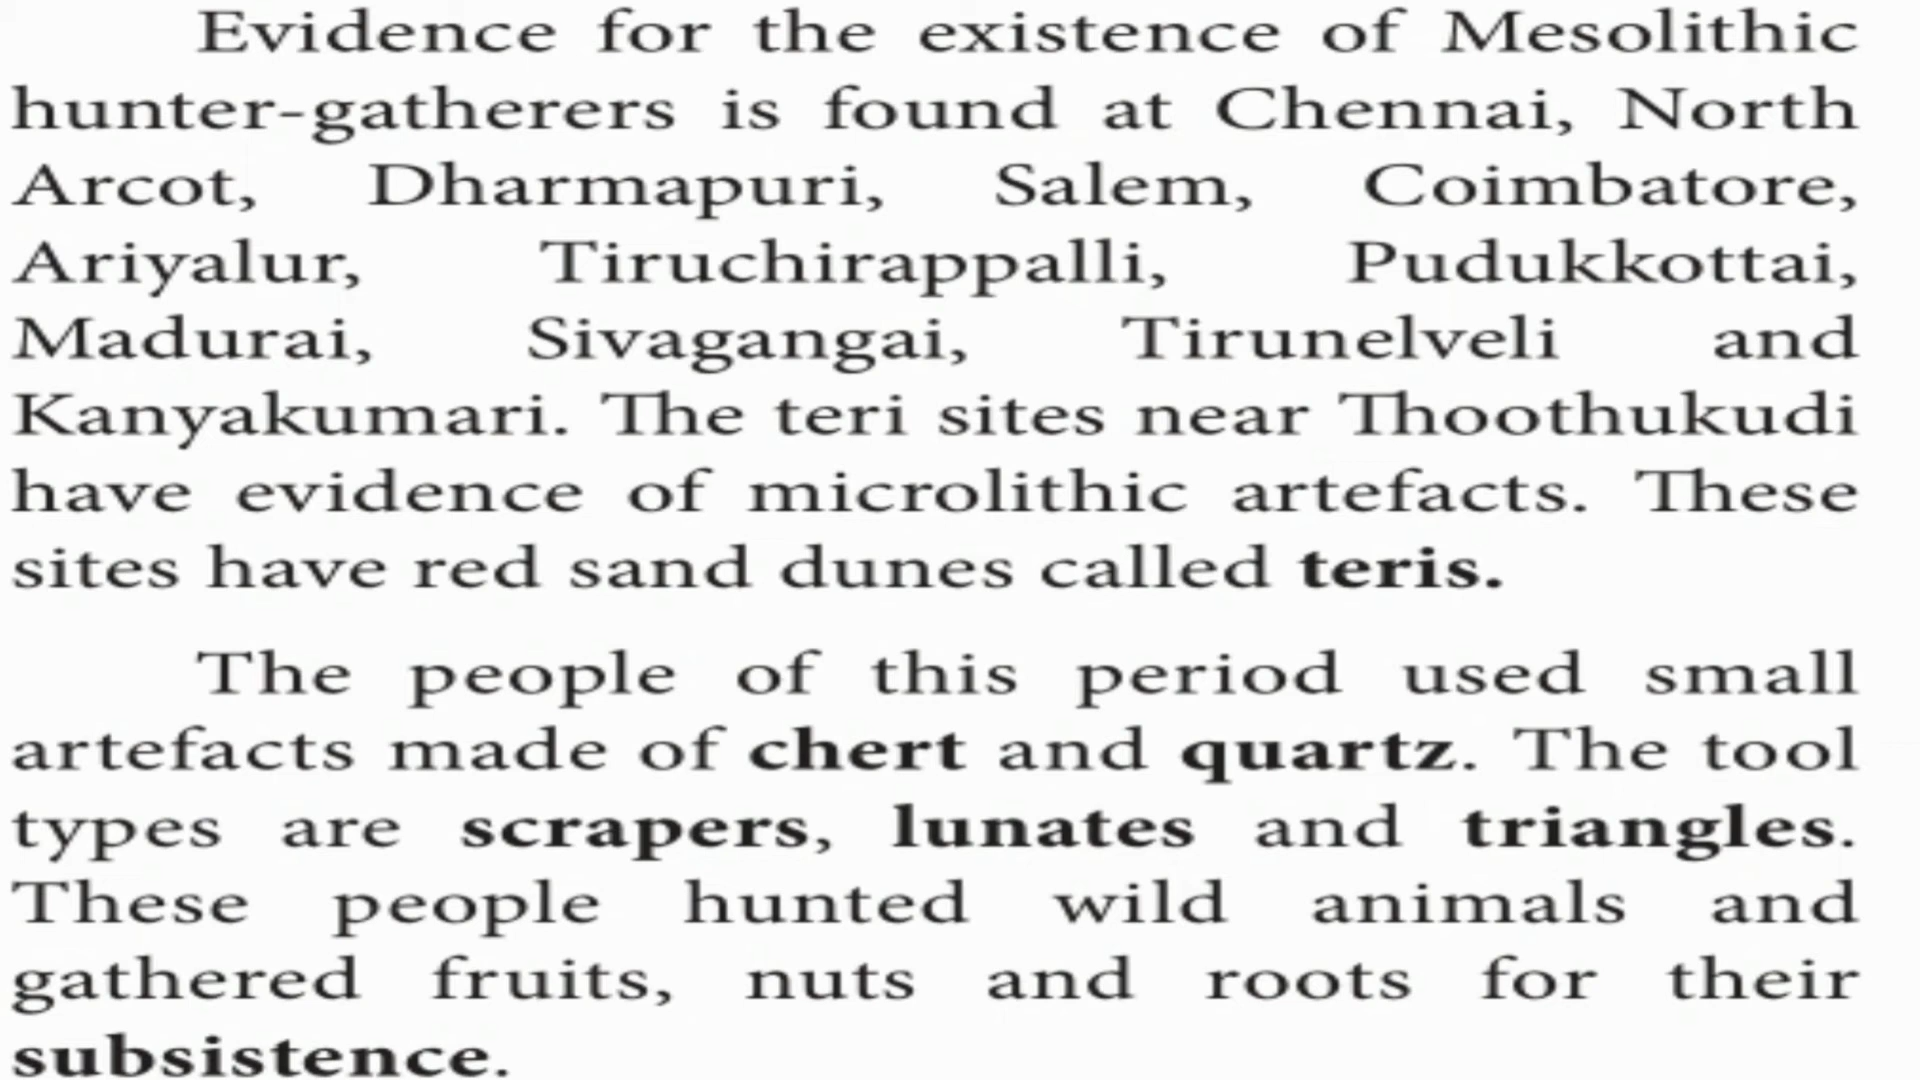 Evidence for the existence of Mesolithic
hunter-gatherers is found at Chennai, North
Arcot, Dharmapuri, Salem, Coimbatore,
Ariyalur, Tiruchirappalli, Pudukkottai,
Madurai, Sivagangai, Tirunelveli and
Kanyakumari. The teri sites near Thoothukudi
have evidence of microlithic artefacts. These
sites have red sand dunes called teris.
The people of this period used small
artefacts made of chert and quartz. The tool
types are scrapers, lunates and triangles.
These people hunted wild animals and
gathered fruits, nuts and roots for their
subsistence.